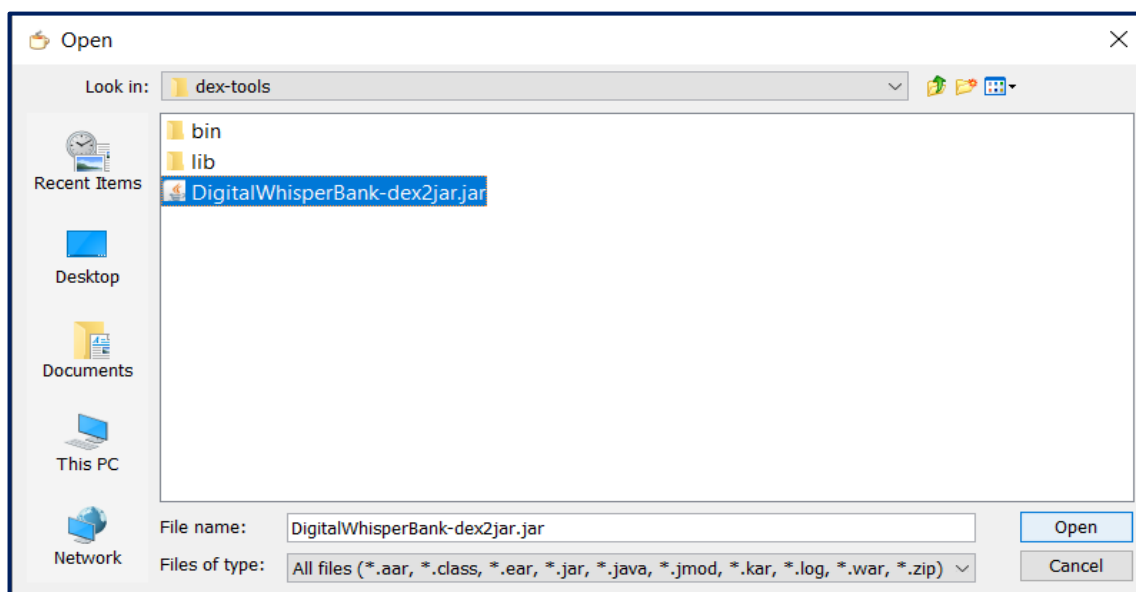 Open
Look in:
dex-tools
Recent Items
Desktop
Documents
This PC
Network
bin
lib
DigitalWhisperBank-dex2jar.jar
File name:
DigitalWhisperBank-dex2jar.jar
Open
Files of type:
All files (*.aar, *.class, *.ear, *.jar, *.java, *.jmod, *.kar, *.log, *.war, *.zip)
Cancel